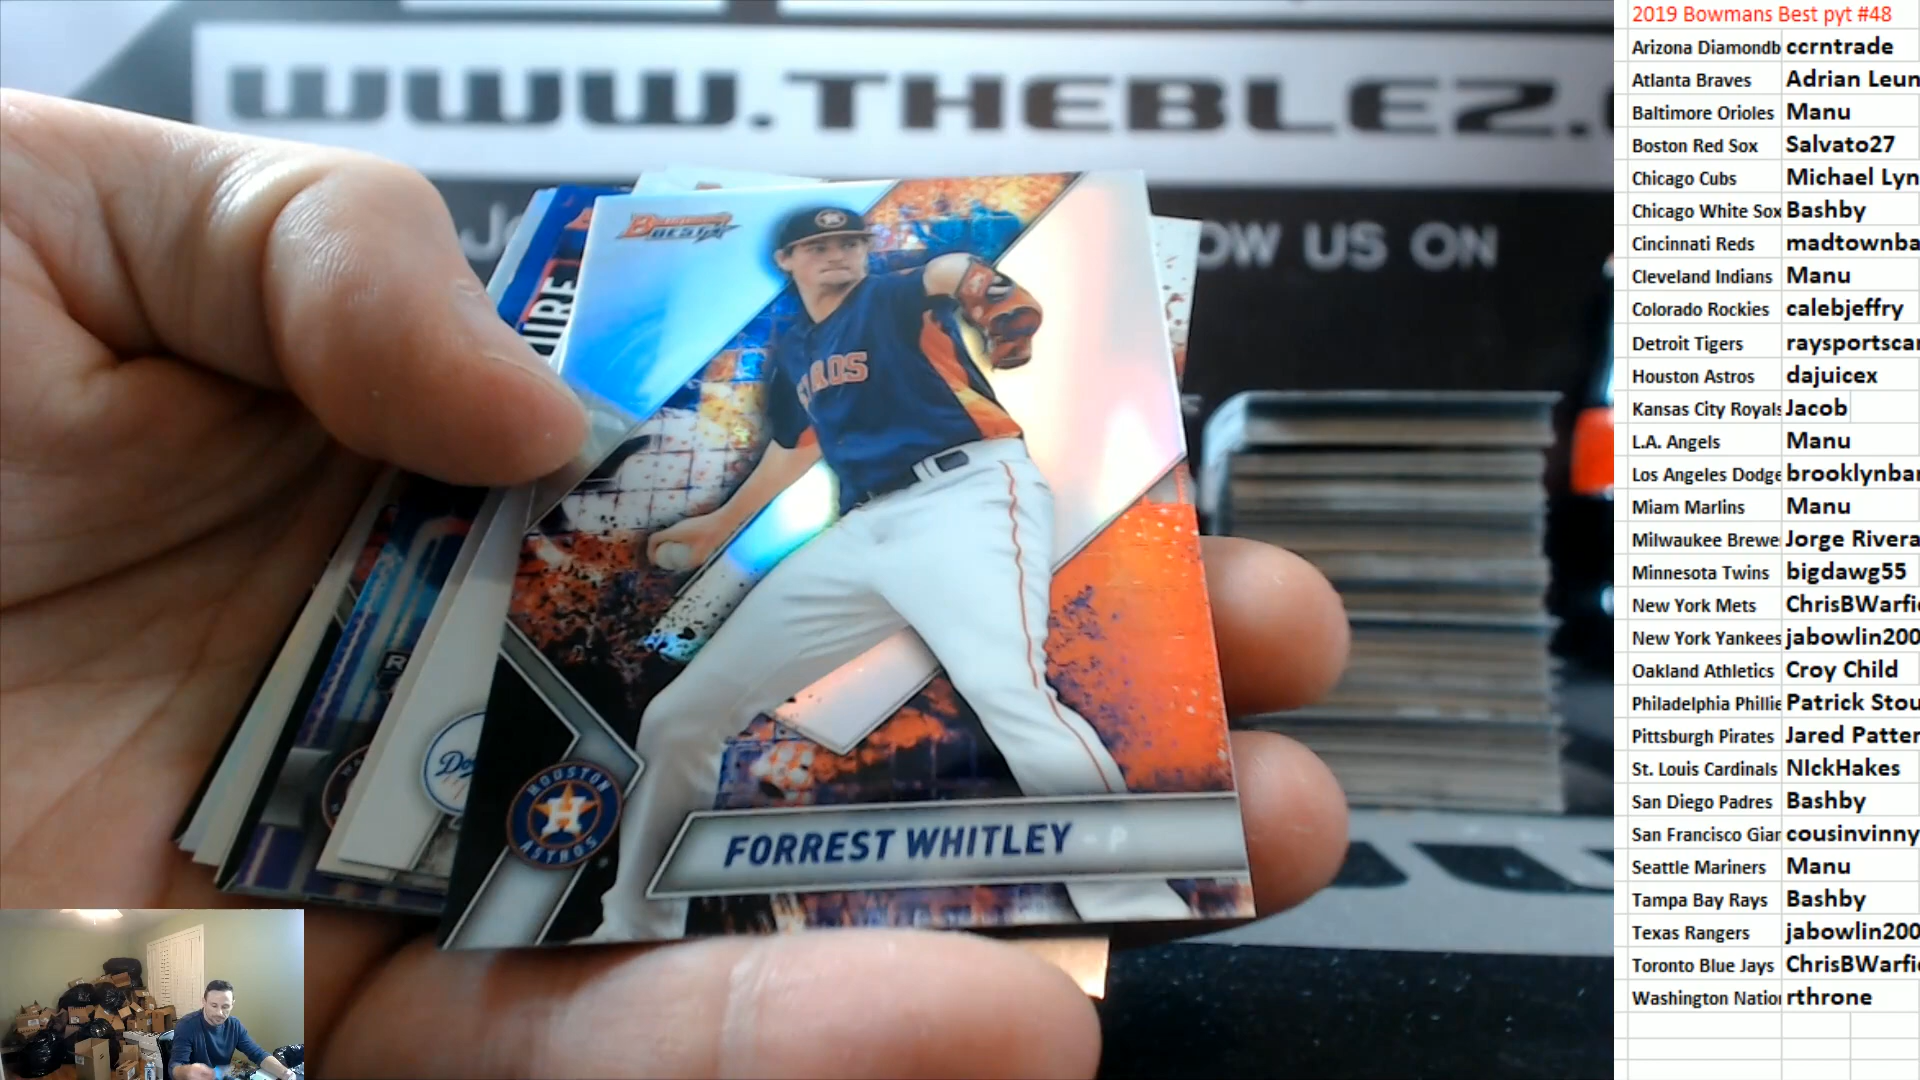 WWW.THEBLEZ.
OW US ON
BOWMAN'S
BEST
ASTROS
HOUSTON
H
ASTROS
FORREST WHITLEY - P
2019 Bowmans Best pyt #48
Arizona Diamondb ccrntrade
Atlanta Braves Adrian Leun
Baltimore Orioles Manu
Boston Red Sox Salvato27
Chicago Cubs Michael Lyn
Chicago White Sox Bashby
Cincinnati Reds madtownba
Cleveland Indians Manu
Colorado Rockies calebjeffry
Detroit Tigers raysportscar
Houston Astros dajuicex
Kansas City Royals Jacob
L.A. Angels Manu
Los Angeles Dodge brooklynbar
Miam Marlins Manu
Milwaukee Brewe Jorge Rivera
Minnesota Twins bigdawg55
New York Mets ChrisBWarfie
New York Yankees jabowlin200
Oakland Athletics Croy Child
Philadelphia Phillie Patrick Stou
Pittsburgh Pirates Jared Patter
St. Louis Cardinals NIckHakes
San Diego Padres Bashby
San Francisco Gian cousinvinny
Seattle Mariners Manu
Tampa Bay Rays Bashby
Texas Rangers jabowlin200
Toronto Blue Jays ChrisBWarfie
Washington Natio rthrone